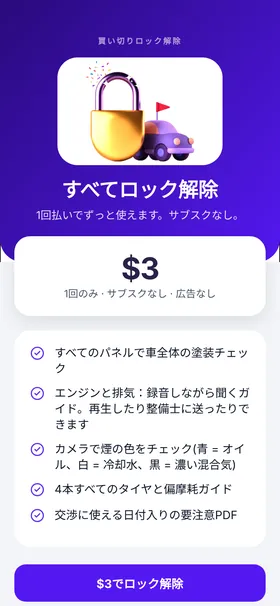 買い切りロック解除
すべてロック解除
1回払いでずっと使えます。サブスクなし。
$3
1回のみ · サブスクなし · 広告なし
すべてのパネルで車全体の塗装チェッ
ク
エンジンと排気：録音しながら聞くガ
イド。再生したり整備士に送ったりで
きます
カメラで煙の色をチェック(青 = オイ
ル、白 = 冷却水、黒 = 濃い混合気)
4本すべてのタイヤと偏摩耗ガイド
交渉に使える日付入りの要注意PDF
$3でロック解除